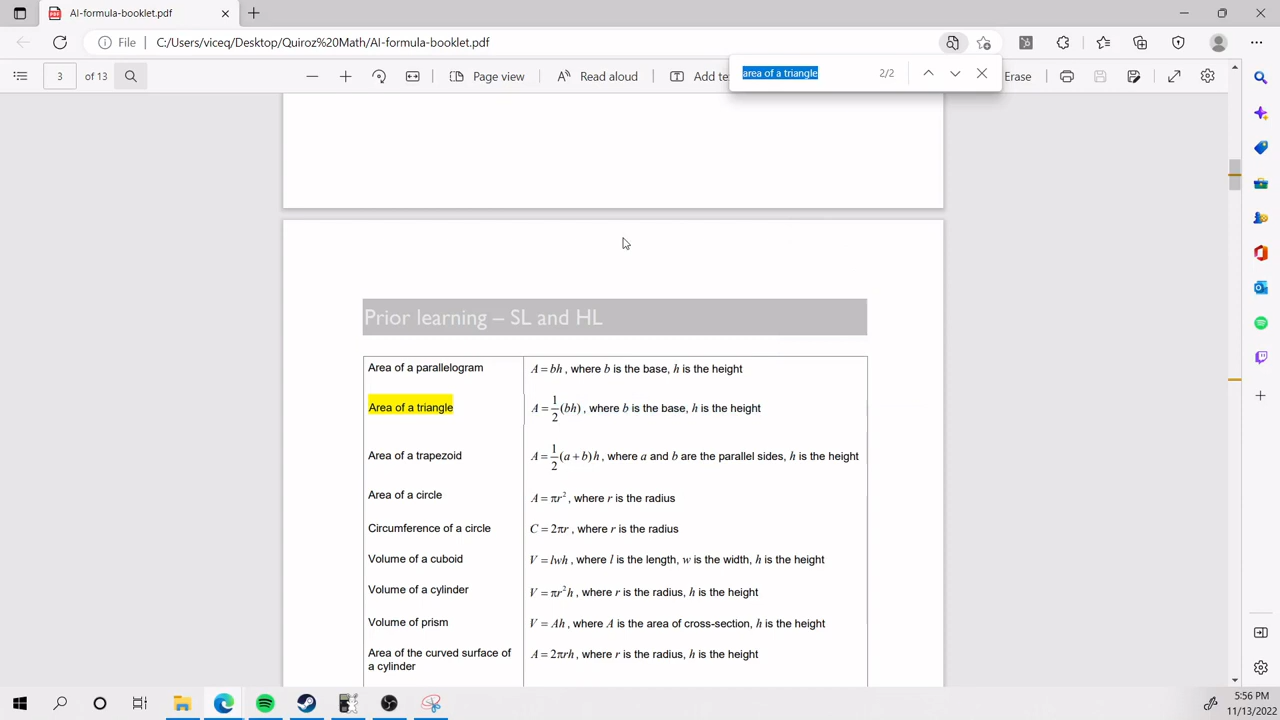 AI-formula-booklet.pdf
File
C:/Users/viceq/Desktop/Quiroz%20Math/AI-formula-booklet.pdf
area of a triangle
2/2
3
of 13
Page view
Read aloud
Add te
Erase
Prior learning – SL and HL
Area of a parallelogram
A = bh , where b is the base, h is the height
Area of a triangle
A = 1/2 (bh) , where b is the base, h is the height
Area of a trapezoid
A = 1/2 (a + b) h , where a and b are the parallel sides, h is the height
Area of a circle
A = πr² , where r is the radius
Circumference of a circle
C = 2πr , where r is the radius
Volume of a cuboid
V = lwh , where l is the length, w is the width, h is the height
Volume of a cylinder
V = πr²h , where r is the radius, h is the height
Volume of prism
V = Ah , where A is the area of cross-section, h is the height
Area of the curved surface of
a cylinder
A = 2πrh , where r is the radius, h is the height
5:56 PM
11/13/2022